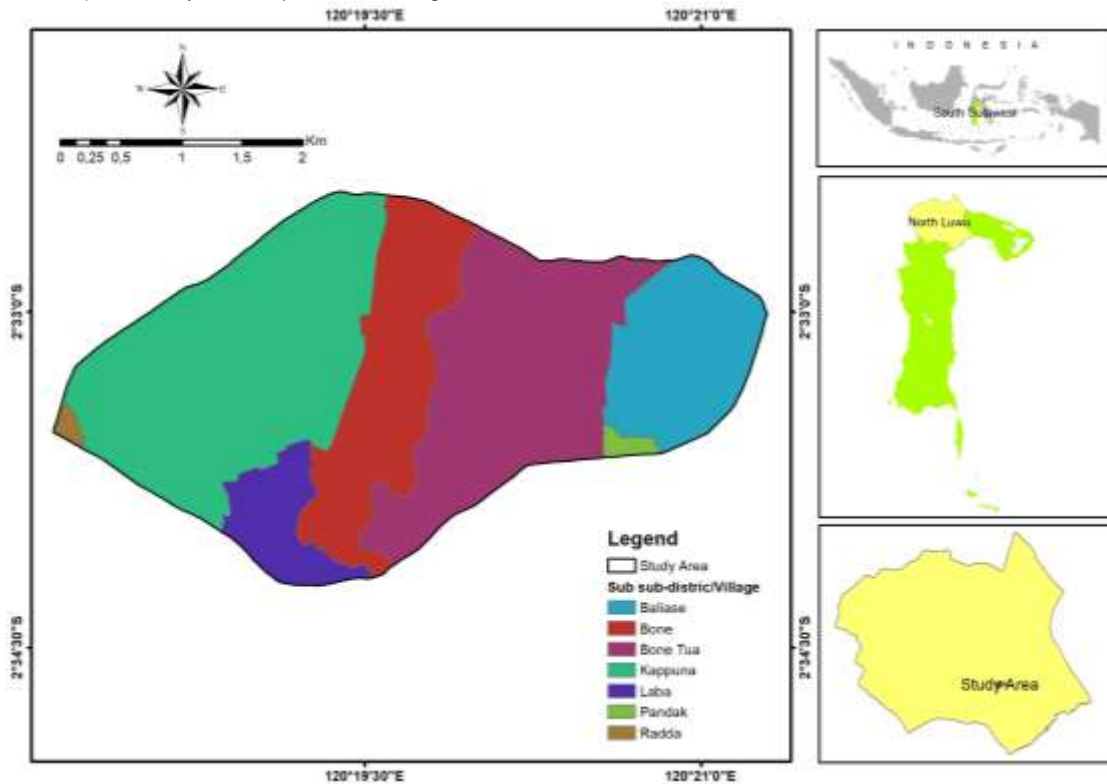 120°19'30"E 120°21'0"E
N
W E
S
Km
0 0,25 0,5 1 1,5 2
2°33'0"S 2°33'0"S
2°34'30"S 2°34'30"S
Legend
Study Area
Sub sub-distric/Village
Baliase
Bone
Bone Tua
Kappuna
Laba
Pandak
Radda
120°19'30"E 120°21'0"E
I N D O N E S I A
South Sulawesi
North Luwu
Study Area